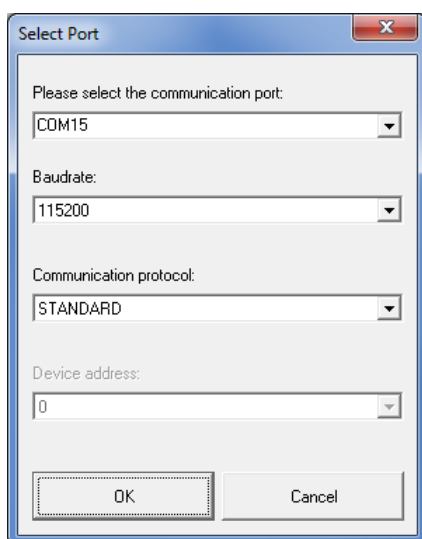 Select Port
Please select the communication port:
COM15
Baudrate:
115200
Communication protocol:
STANDARD
Device address:
0
OK Cancel